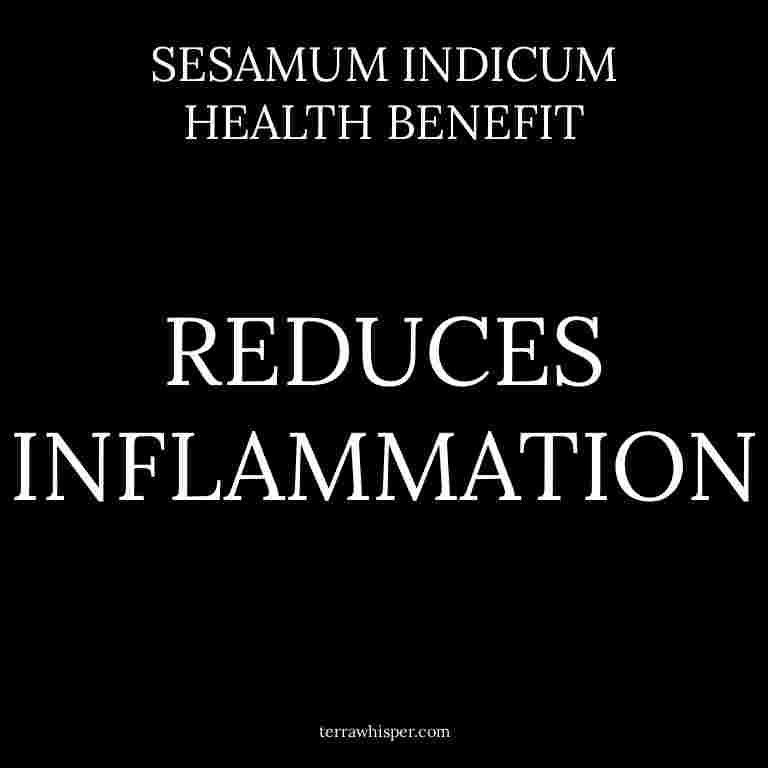 SESAMUM INDICUM
HEALTH BENEFIT
REDUCES
INFLAMMATION
terrawhisper.com